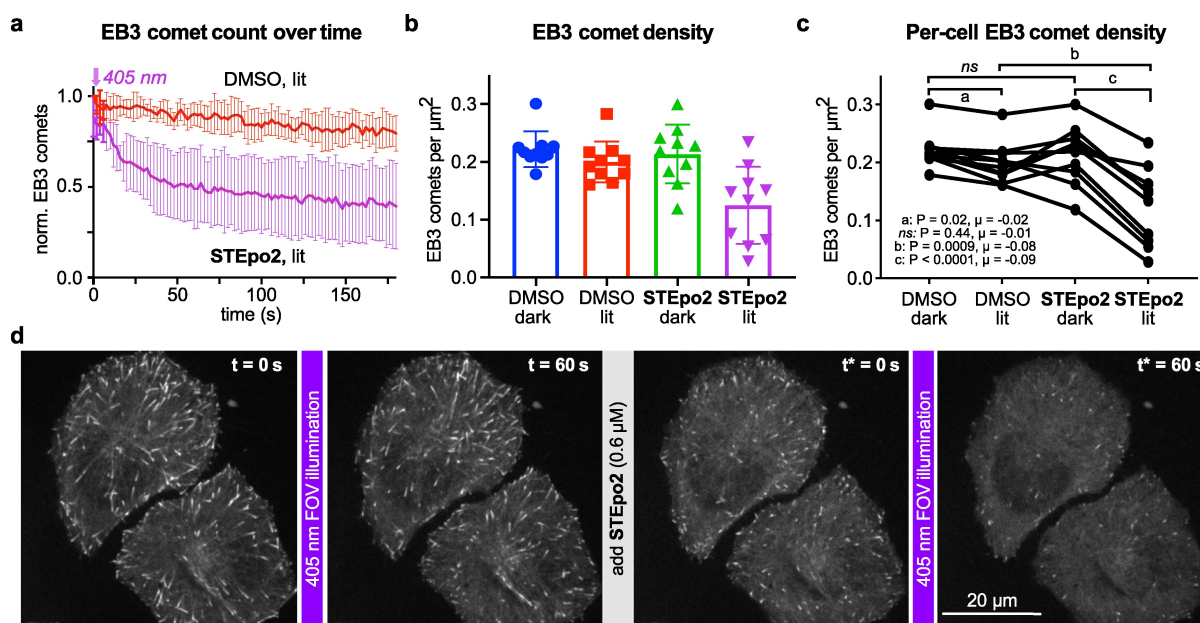 a
EB3 comet count over time
405 nm
DMSO, lit
1.0
0.5
0.0
norm. EB3 comets
STEpo2, lit
0
50
100
150
time (s)
b
EB3 comet density
EB3 comets per µm2
0.3
0.2
0.1
0.0
DMSO dark
DMSO lit
STEpo2 dark
STEpo2 lit
c
Per-cell EB3 comet density
b
ns
c
a
EB3 comets per µm2
0.3
0.2
0.1
0.0
a: P = 0.02, µ = -0.02
ns: P = 0.44, µ = -0.01
b: P = 0.0009, µ = -0.08
c: P < 0.0001, µ = -0.09
DMSO dark
DMSO lit
STEpo2 dark
STEpo2 lit
d
t = 0 s
405 nm FOV illumination
t = 60 s
add STEpo2 (0.6 µM)
t* = 0 s
405 nm FOV illumination
t* = 60 s
20 µm